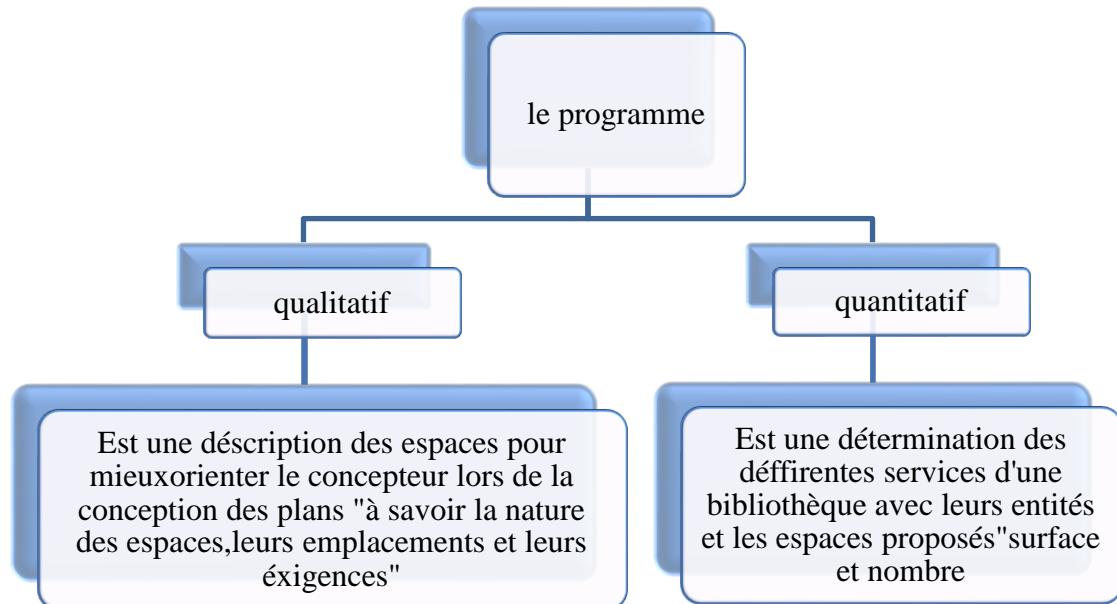 le programme
qualitatif
quantitatif
Est une déscription des espaces pour
mieuxorienter le concepteur lors de la
conception des plans "à savoir la nature
des espaces,leurs emplacements et leurs
éxigences"
Est une détermination des
déffirentes services d'une
bibliothèque avec leurs entités
et les espaces proposés"surface
et nombre